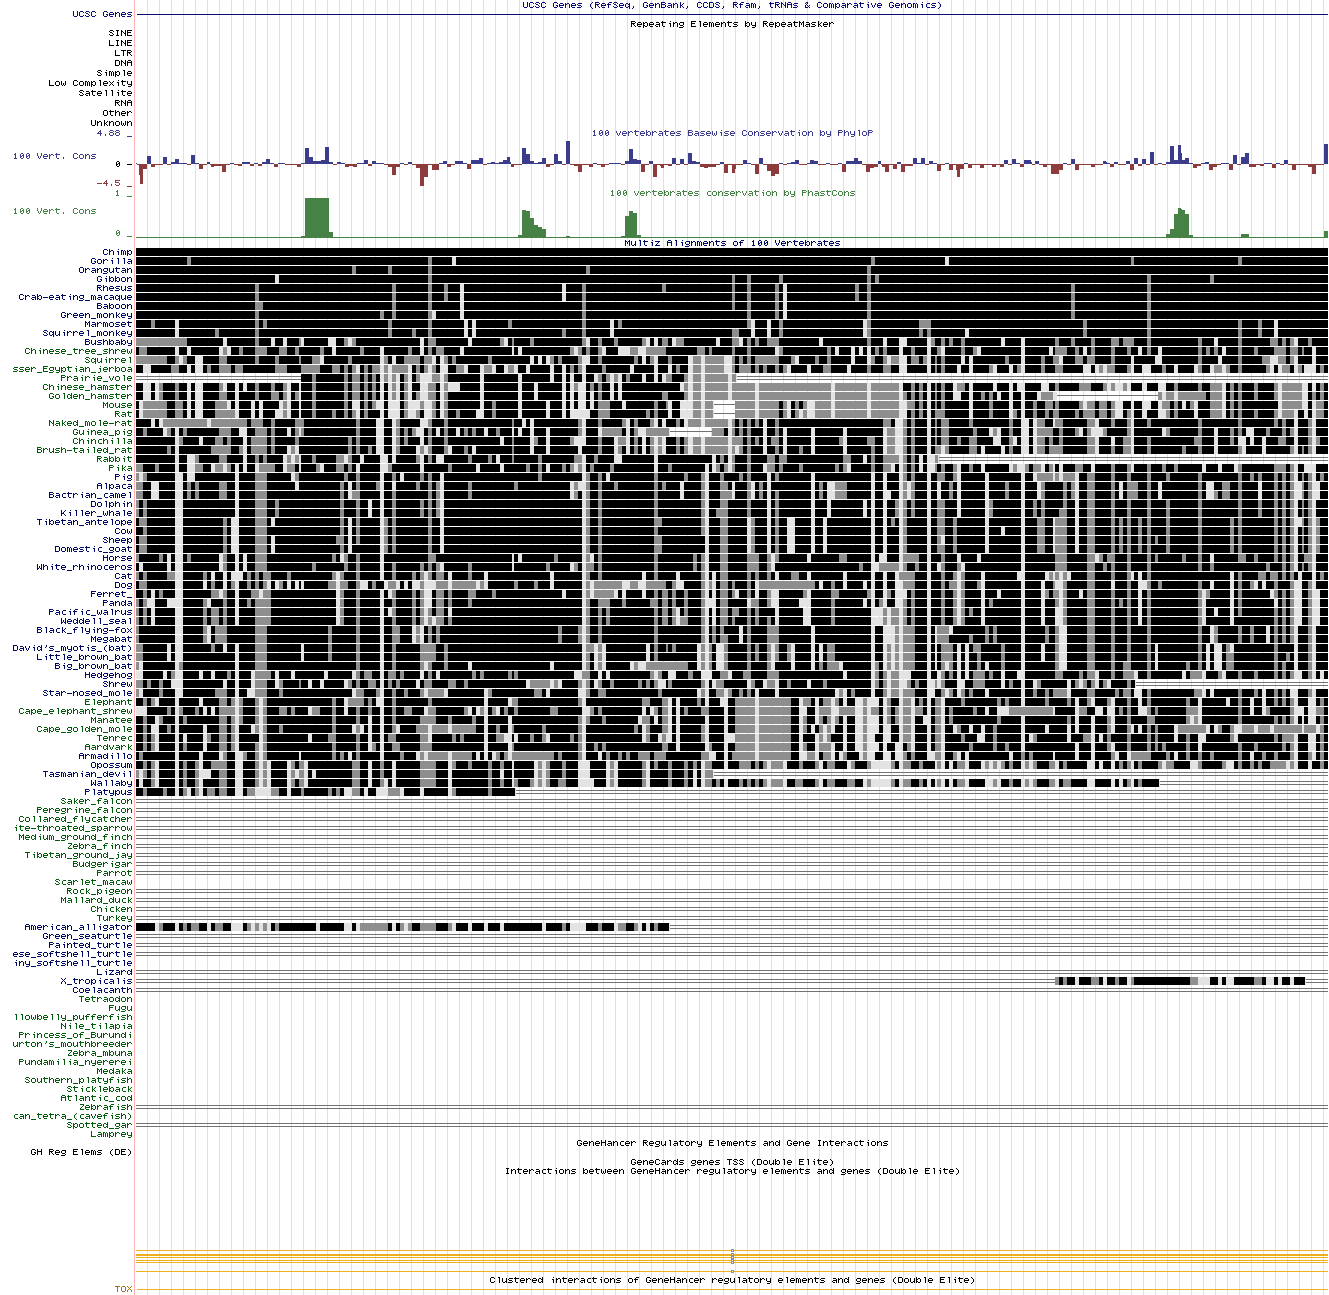 UCSC Genes (RefSeq, GenBank, CCDS, Rfam, tRNAs & Comparative Genomics)
UCSC Genes
Repeating Elements by RepeatMasker
SINE
LINE
LTR
DNA
Simple
Low Complexity
Satellite
RNA
Other
Unknown
4.88 _
100 vertebrates Basewise Conservation by PhyloP
100 Vert. Cons
0 _
-4.5 _
100 vertebrates conservation by PhastCons
1 _
100 Vert. Cons
0 _
Multiz Alignments of 100 Vertebrates
Chimp
Gorilla
Orangutan
Gibbon
Rhesus
Crab-eating_macaque
Baboon
Green_monkey
Marmoset
Squirrel_monkey
Bushbaby
Chinese_tree_shrew
Squirrel
sser_Egyptian_jerboa
Prairie_vole
Chinese_hamster
Golden_hamster
Mouse
Rat
Naked_mole-rat
Guinea_pig
Chinchilla
Brush-tailed_rat
Rabbit
Pika
Pig
Alpaca
Bactrian_camel
Dolphin
Killer_whale
Tibetan_antelope
Cow
Sheep
Domestic_goat
Horse
White_rhinoceros
Cat
Dog
Ferret_
Panda
Pacific_walrus
Weddell_seal
Black_flying-fox
Megabat
David's_myotis_(bat)
Little_brown_bat
Big_brown_bat
Hedgehog
Shrew
Star-nosed_mole
Elephant
Cape_elephant_shrew
Manatee
Cape_golden_mole
Tenrec
Aardvark
Armadillo
Opossum
Tasmanian_devil
Wallaby
Platypus
Saker_falcon
Peregrine_falcon
Collared_flycatcher
ite-throated_sparrow
Medium_ground_finch
Zebra_finch
Tibetan_ground_jay
Budgerigar
Parrot
Scarlet_macaw
Rock_pigeon
Mallard_duck
Chicken
Turkey
American_alligator
Green_seaturtle
Painted_turtle
ese_softshell_turtle
iny_softshell_turtle
Lizard
X_tropicalis
Coelacanth
Tetraodon
Fugu
llowbelly_pufferfish
Nile_tilapia
Princess_of_Burundi
urton's_mouthbreeder
Zebra_mbuna
Pundamilia_nyererei
Medaka
Southern_platyfish
Stickleback
Atlantic_cod
Zebrafish
can_tetra_(cavefish)
Spotted_gar
Lamprey
GeneHancer Regulatory Elements and Gene Interactions
GH Reg Elems (DE)
GeneCards genes TSS (Double Elite)
Interactions between GeneHancer regulatory elements and genes (Double Elite)
Clustered interactions of GeneHancer regulatory elements and genes (Double Elite)
TOX